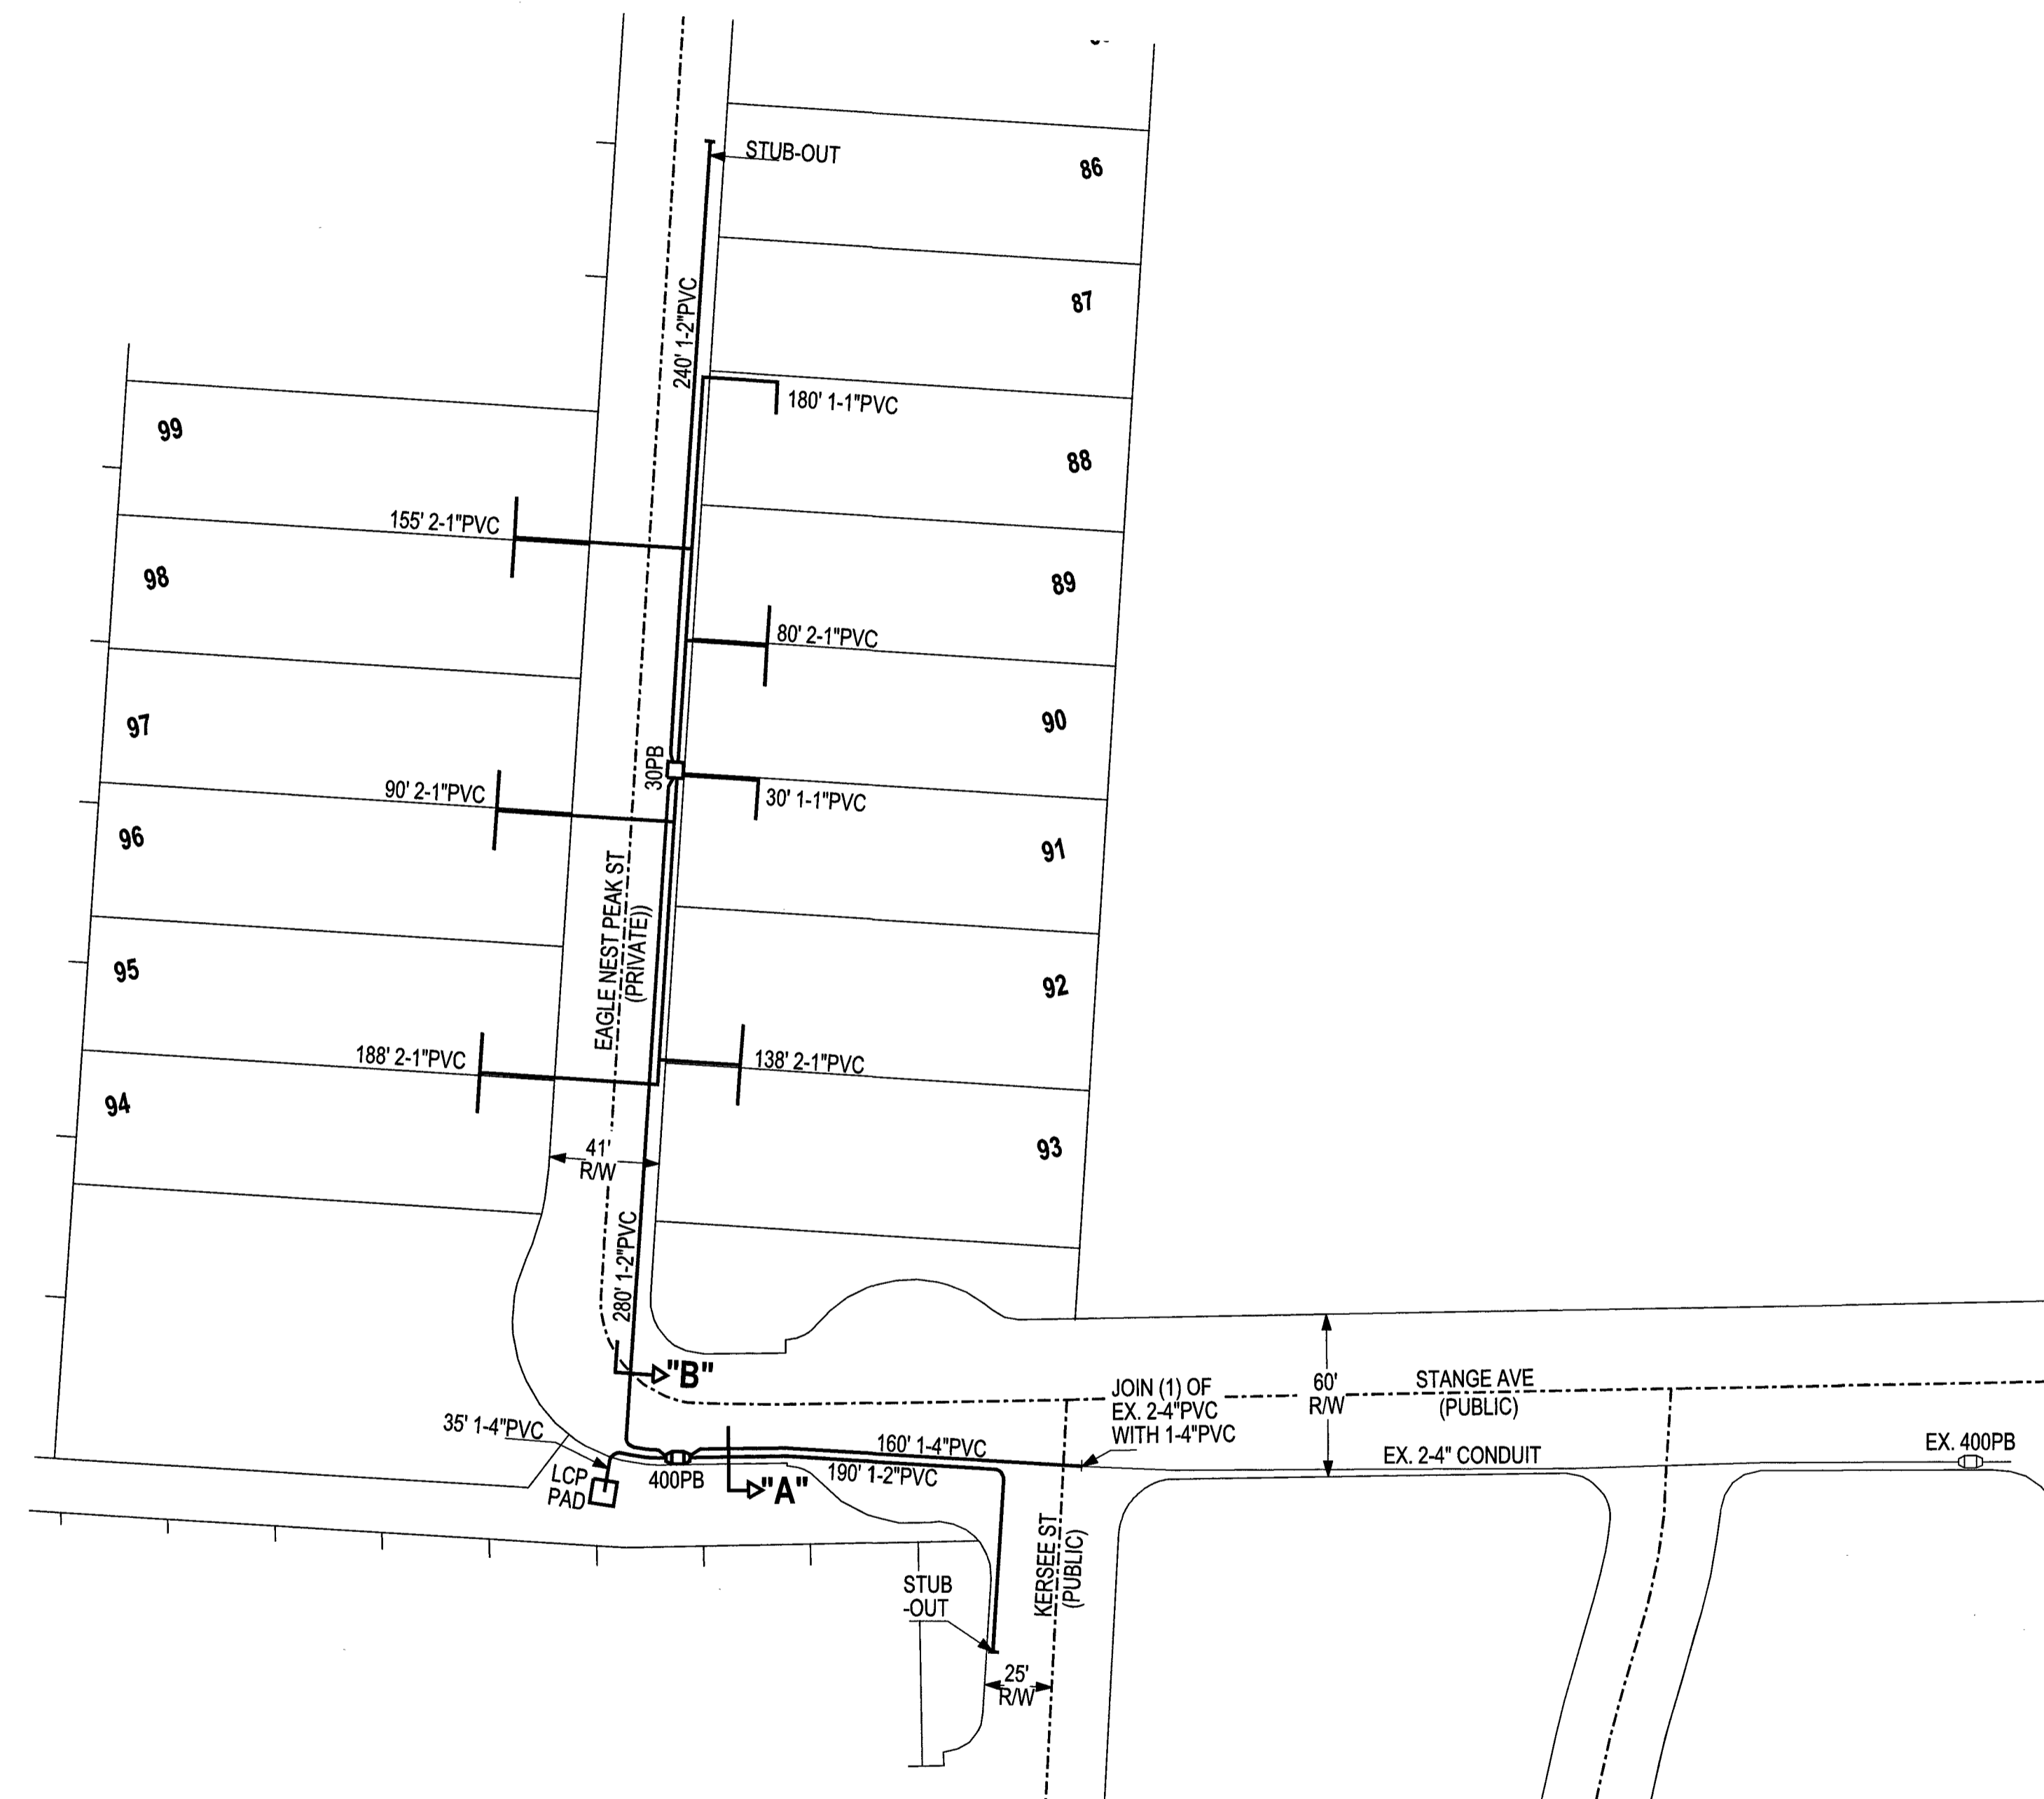 STUB-OUT
86
240' 1-2"PVC
87
180' 1-1"PVC
99
88
155' 2-1"PVC
98
89
80' 2-1"PVC
97
90
30PB
90' 2-1"PVC
30' 1-1"PVC
96
91
EAGLE NEST PEAK ST
(PRIVATE))
95
92
188' 2-1"PVC
138' 2-1"PVC
94
93
41'
R/W
280' 1-2"PVC
"B"
JOIN (1) OF
EX. 2-4"PVC
WITH 1-4"PVC
60'
R/W
STANGE AVE
(PUBLIC)
35' 1-4"PVC
160' 1-4"PVC
190' 1-2"PVC
EX. 2-4" CONDUIT
EX. 400PB
LCP
PAD
400PB
"A"
KERSEE ST
(PUBLIC)
STUB
-OUT
25'
R/W